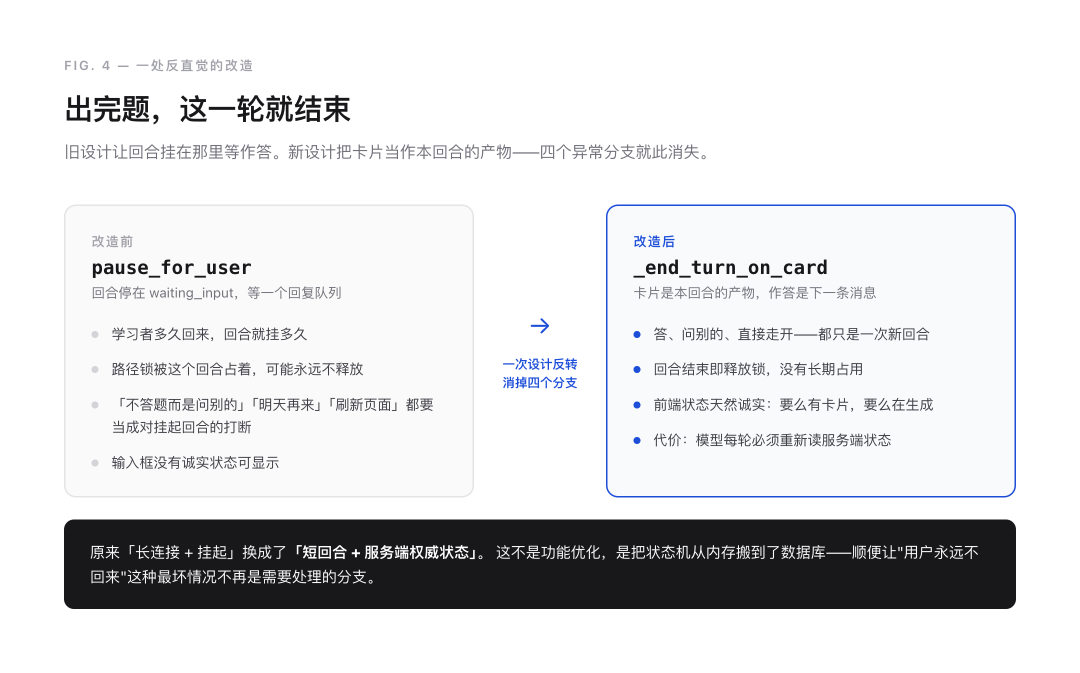 FIG. 4 — 一处反直觉的改造
出完题，这一轮就结束
旧设计让回合挂在那里等作答。新设计把卡片当作本回合的产物——四个异常分支就此消失。
改造前
pause_for_user
回合停在 waiting_input，等一个回复队列
学习者多久回来，回合就挂多久
路径锁被这个回合占着，可能永远不释放
「不答题而是问别的」「明天再来」「刷新页面」都要
当成对挂起回合的打断
输入框没有诚实状态可显示
→
一次设计反转
消掉四个分支
改造后
_end_turn_on_card
卡片是本回合的产物，作答是下一条消息
答、问别的、直接走开——都只是一次新回合
回合结束即释放锁，没有长期占用
前端状态天然诚实：要么有卡片，要么在生成
代价：模型每轮必须重新读服务端状态
原来「长连接 + 挂起」换成了「短回合 + 服务端权威状态」。 这不是功能优化，是把状态机从内存搬到了数据库——顺便让"用户永远不
回来"这种最坏情况不再是需要处理的分支。